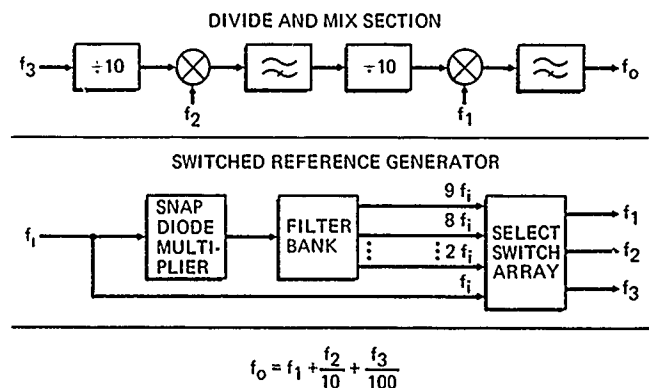 DIVIDE AND MIX SECTION
f₃ ÷10 ÷10 fₒ
f₂ f₁
SWITCHED REFERENCE GENERATOR
9 fᵢ
8 fᵢ
2 fᵢ
fᵢ
fᵢ
SNAP
DIODE
MULTI-
PLIER
FILTER
BANK
SELECT
SWITCH
ARRAY
f₁
f₂
f₃
fₒ = f₁ + f₂/10 + f₃/100